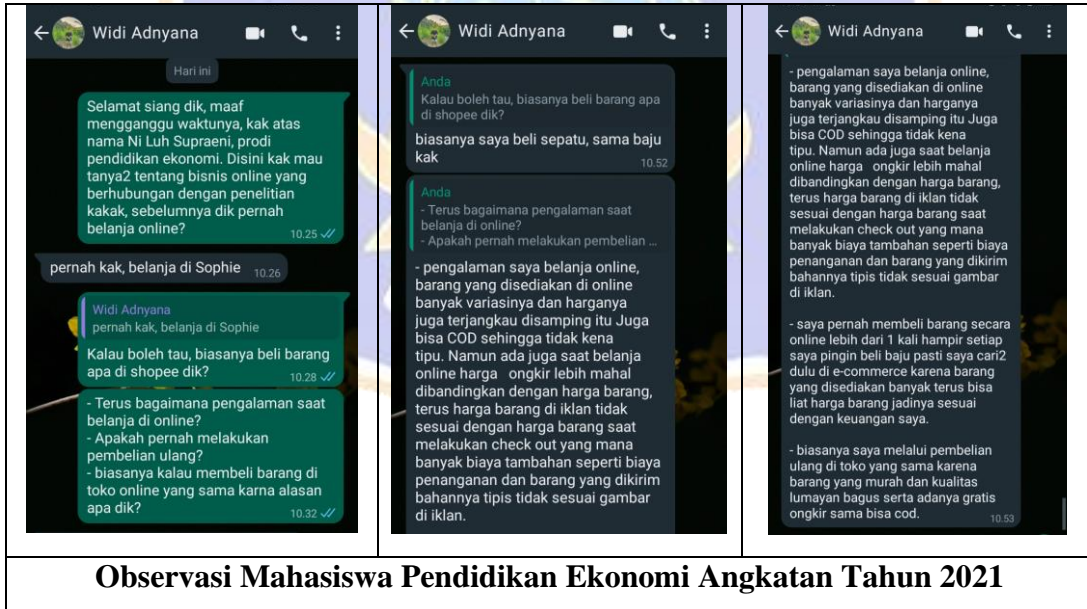 Widi Adnyana
Hari ini
Selamat siang dik, maaf
mengganggu waktunya, kak atas
nama Ni Luh Supraeni, prodi
pendidikan ekonomi. Disini kak mau
tanya2 tentang bisnis online yang
berhubungan dengan penelitian
kakak, sebelumnya dik pernah
belanja online?
10.25
pernah kak, belanja di Sophie 10.26
Widi Adnyana
pernah kak, belanja di Sophie
Kalau boleh tau, biasanya beli barang
apa di shopee dik?
10.28
- Terus bagaimana pengalaman saat
belanja di online?
- Apakah pernah melakukan
pembelian ulang?
- biasanya kalau membeli barang di
toko online yang sama karna alasan
apa dik?
10.32
Widi Adnyana
Anda
Kalau boleh tau, biasanya beli barang apa
di shopee dik?
biasanya saya beli sepatu, sama baju
kak
10.52
Anda
- Terus bagaimana pengalaman saat
belanja di online?
- Apakah pernah melakukan pembelian ...
- pengalaman saya belanja online,
barang yang disediakan di online
banyak variasinya dan harganya
juga terjangkau disamping itu Juga
bisa COD sehingga tidak kena
tipu. Namun ada juga saat belanja
online harga ongkir lebih mahal
dibandingkan dengan harga barang,
terus harga barang di iklan tidak
sesuai dengan harga barang saat
melakukan check out yang mana
banyak biaya tambahan seperti biaya
penanganan dan barang yang dikirim
bahannya tipis tidak sesuai gambar
di iklan.
Widi Adnyana
- pengalaman saya belanja online,
barang yang disediakan di online
banyak variasinya dan harganya
juga terjangkau disamping itu Juga
bisa COD sehingga tidak kena
tipu. Namun ada juga saat belanja
online harga ongkir lebih mahal
dibandingkan dengan harga barang,
terus harga barang di iklan tidak
sesuai dengan harga barang saat
melakukan check out yang mana
banyak biaya tambahan seperti biaya
penanganan dan barang yang dikirim
bahannya tipis tidak sesuai gambar
di iklan.
- saya pernah membeli barang secara
online lebih dari 1 kali hampir setiap
saya pingin beli baju pasti saya cari2
dulu di e-commerce karena barang
yang disediakan banyak terus bisa
liat harga barang jadinya sesuai
dengan keuangan saya.
- biasanya saya melalui pembelian
ulang di toko yang sama karena
barang yang murah dan kualitas
lumayan bagus serta adanya gratis
ongkir sama bisa cod.
10.53
Observasi Mahasiswa Pendidikan Ekonomi Angkatan Tahun 2021